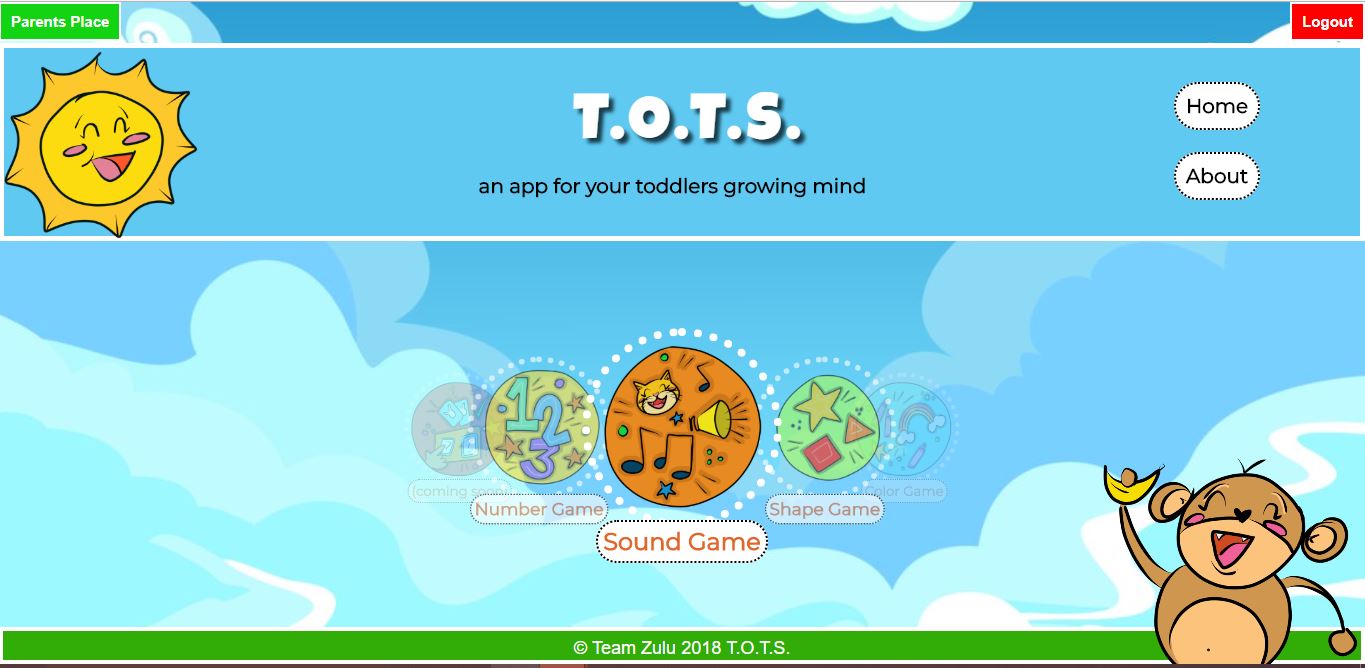 Parents Place
Logout
T.O.T.S.
an app for your toddlers growing mind
Home
About
123
(coming soon)
Number Game
Sound Game
Shape Game
Color Game
© Team Zulu 2018 T.O.T.S.